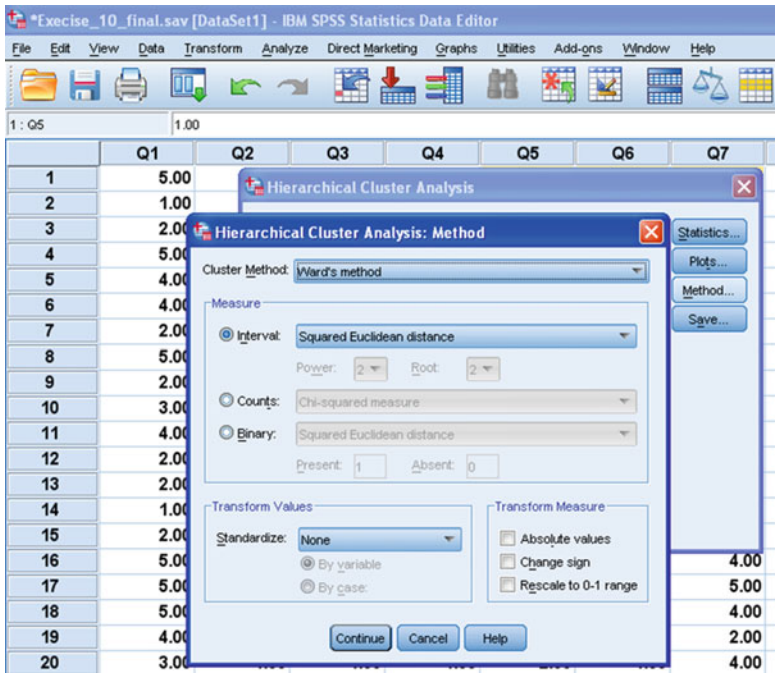 *Execise_10_final.sav [DataSet1] - IBM SPSS Statistics Data Editor
File Edit View Data Transform Analyze Direct Marketing Graphs Utilities Add-ons Window Help
1 : Q5 1.00
Q1 Q2 Q3 Q4 Q5 Q6 Q7
1 5.00
Hierarchical Cluster Analysis
2 1.00
3 2.00
Hierarchical Cluster Analysis: Method
Statistics...
4 5.00
Cluster Method: Ward's method
Plots...
5 4.00
Method...
6 4.00
Measure
Save...
7 2.00
Interval: Squared Euclidean distance
8 5.00
Power: 2 Root: 2
9 2.00
10 3.00
Counts: Chi-squared measure
11 4.00
Binary: Squared Euclidean distance
12 2.00
Present: 1 Absent: 0
13 2.00
14 1.00
Transform Values Transform Measure
15 2.00
Standardize: None Absolute values
16 5.00
By variable Change sign
4.00
17 5.00
By case: Rescale to 0-1 range
5.00
18 5.00 4.00
19 4.00
Continue Cancel Help
2.00
20 3.00 4.00